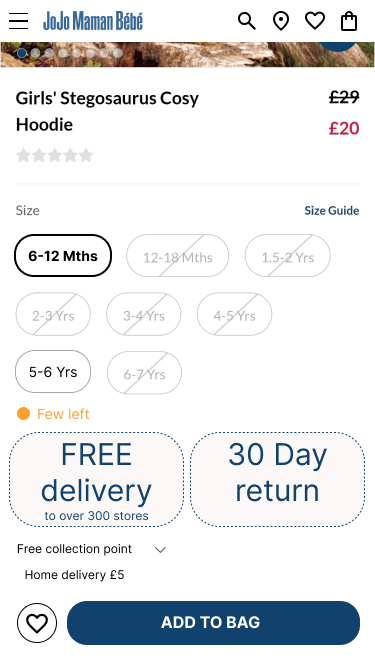 JoJo Maman Bébé
Girls' Stegosaurus Cosy
Hoodie
£29
£20
Size
Size Guide
6-12 Mths
12-18 Mths
1.5-2 Yrs
2-3 Yrs
3-4 Yrs
4-5 Yrs
5-6 Yrs
6-7 Yrs
Few left
FREE
delivery
to over 300 stores
30 Day
return
Free collection point
Home delivery £5
ADD TO BAG